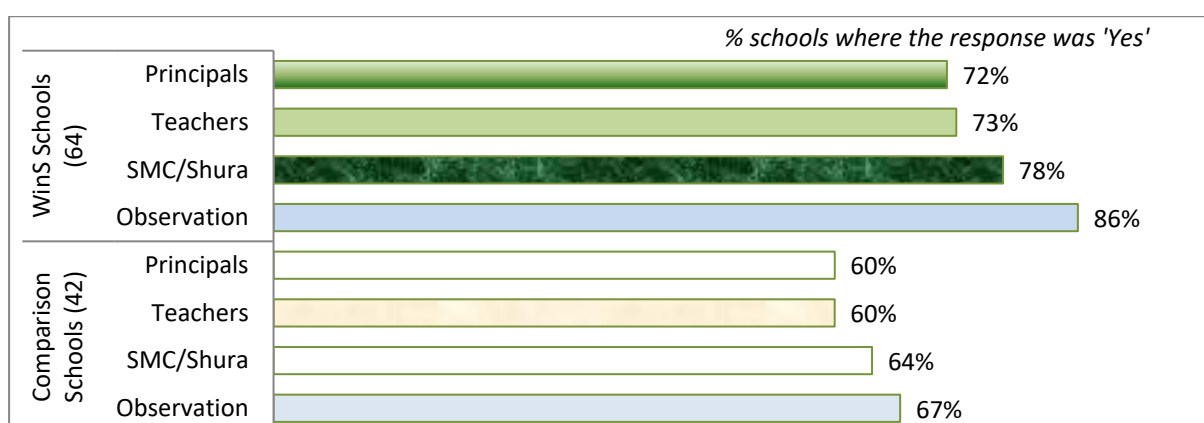 % schools where the response was 'Yes'
WinS Schools
(64)
Principals
72%
Teachers
73%
SMC/Shura
78%
Observation
86%
Comparison
Schools (42)
Principals
60%
Teachers
60%
SMC/Shura
64%
Observation
67%